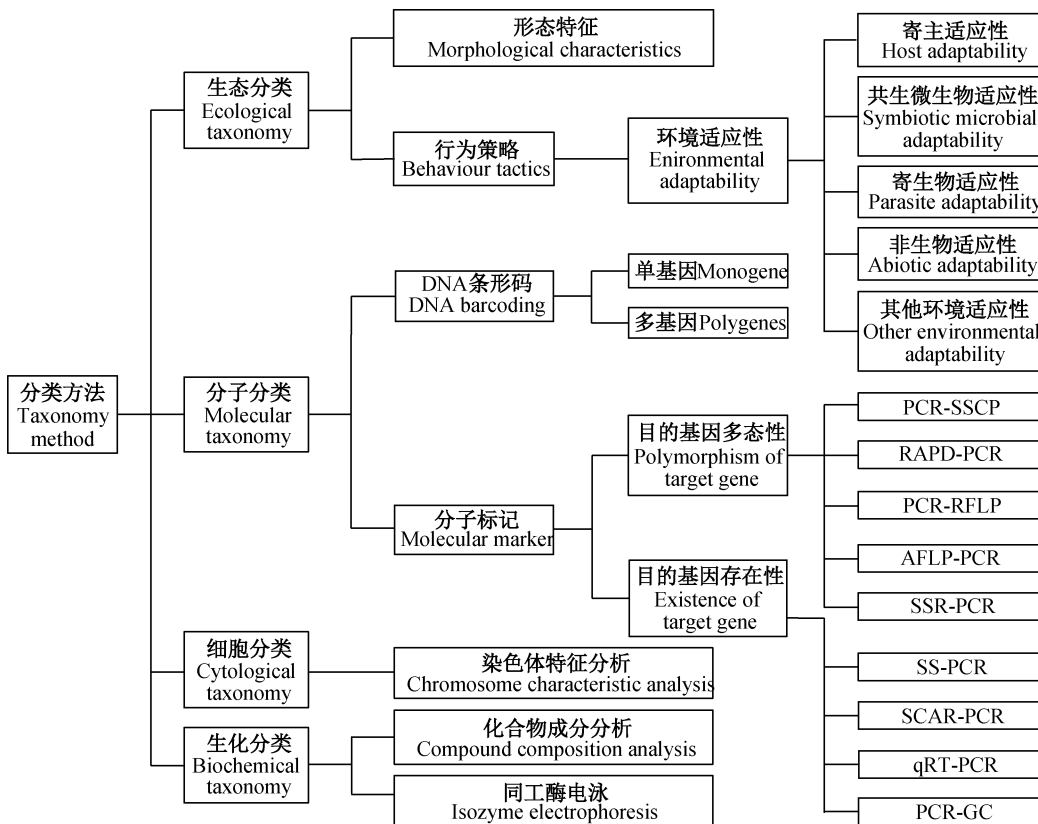 分类方法
Taxonomy
method
生态分类
Ecological
taxonomy
形态特征
Morphological characteristics
行为策略
Behaviour tactics
环境适应性
Enironmental
adaptability
寄主适应性
Host adaptability
共生微生物适应性
Symbiotic microbial
adaptability
寄生物适应性
Parasite adaptability
非生物适应性
Abiotic adaptability
其他环境适应性
Other environmental
adaptability
分子分类
Molecular
taxonomy
DNA条形码
DNA barcoding
单基因Monogene
多基因Polygenes
分子标记
Molecular marker
目的基因多态性
Polymorphism of
target gene
PCR-SSCP
RAPD-PCR
PCR-RFLP
AFLP-PCR
SSR-PCR
目的基因存在性
Existence of
target gene
SS-PCR
SCAR-PCR
qRT-PCR
PCR-GC
细胞分类
Cytological
taxonomy
染色体特征分析
Chromosome characteristic analysis
生化分类
Biochemical
taxonomy
化合物成分分析
Compound composition analysis
同工酶电泳
Isozyme electrophoresis